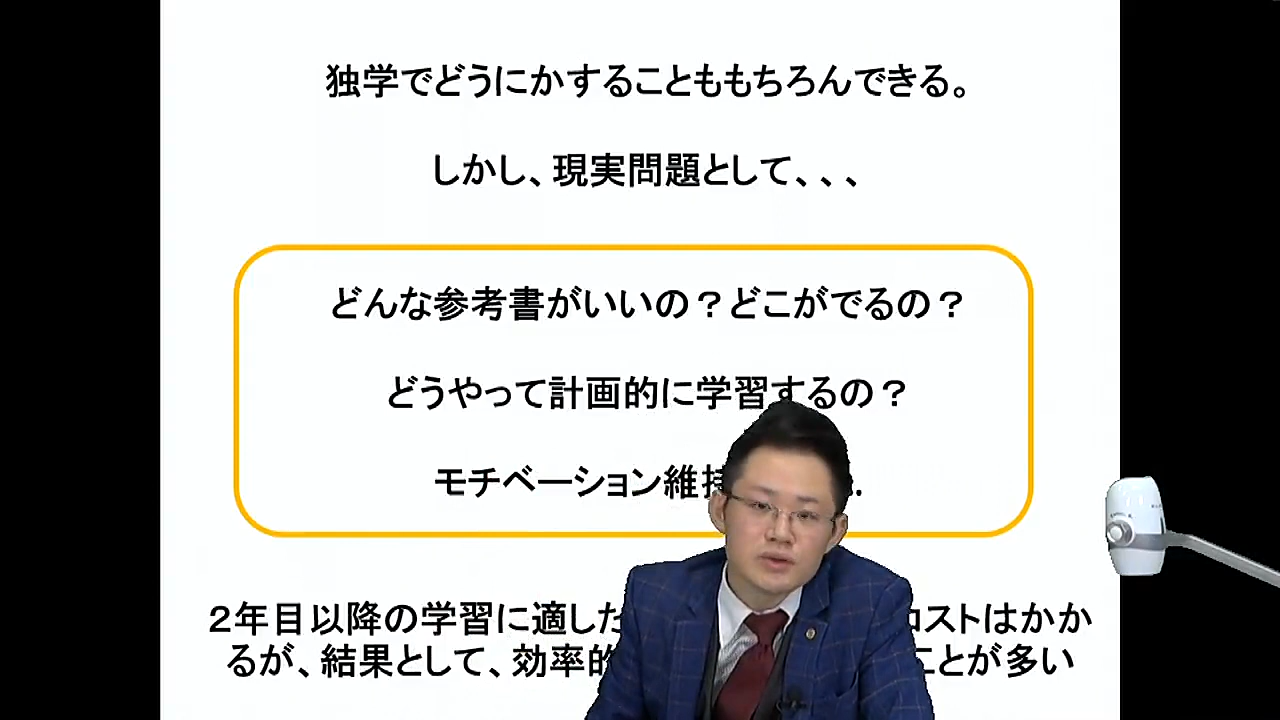 独学でどうにかすることももちろんできる。
しかし、現実問題として、、、
どんな参考書がいいの？どこがでるの？
どうやって計画的に学習するの？
モチベーション維持
２年目以降の学習に適した コストはかか
るが、結果として、効率的 ことが多い